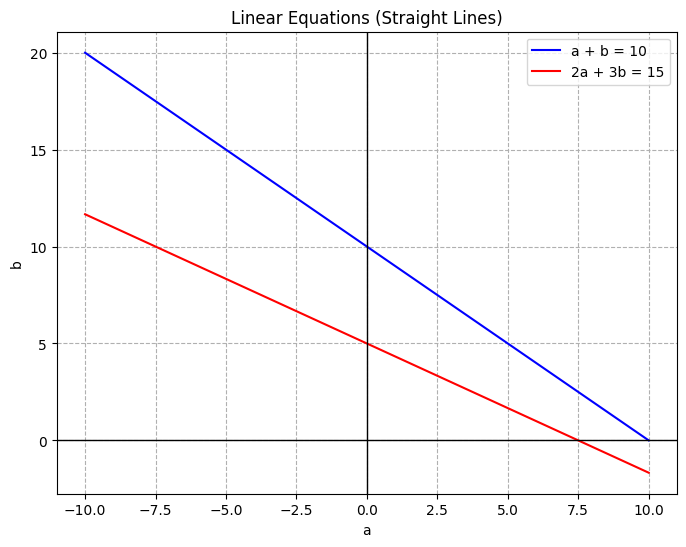 Linear Equations (Straight Lines)
a + b = 10
2a + 3b = 15
20
15
10
5
0
b
−10.0 −7.5 −5.0 −2.5 0.0 2.5 5.0 7.5 10.0
a